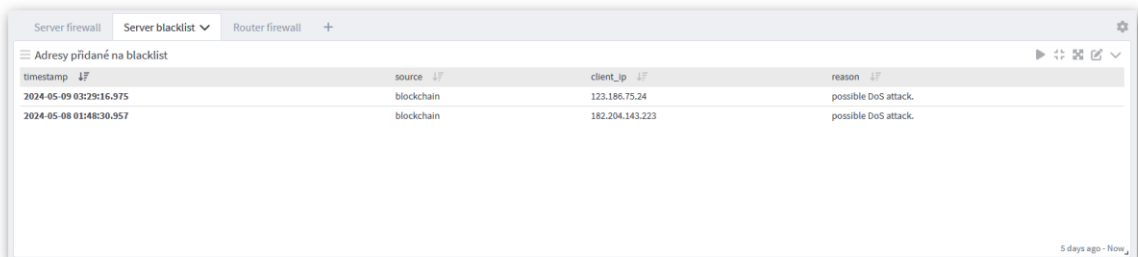 Server firewall Server blacklist Router firewall +
Adresy přidané na blacklist
timestamp source client_ip reason
2024-05-09 03:29:16.975 blockchain 123.186.75.24 possible DoS attack.
2024-05-08 01:48:30.957 blockchain 182.204.143.223 possible DoS attack.
5 days ago - Now